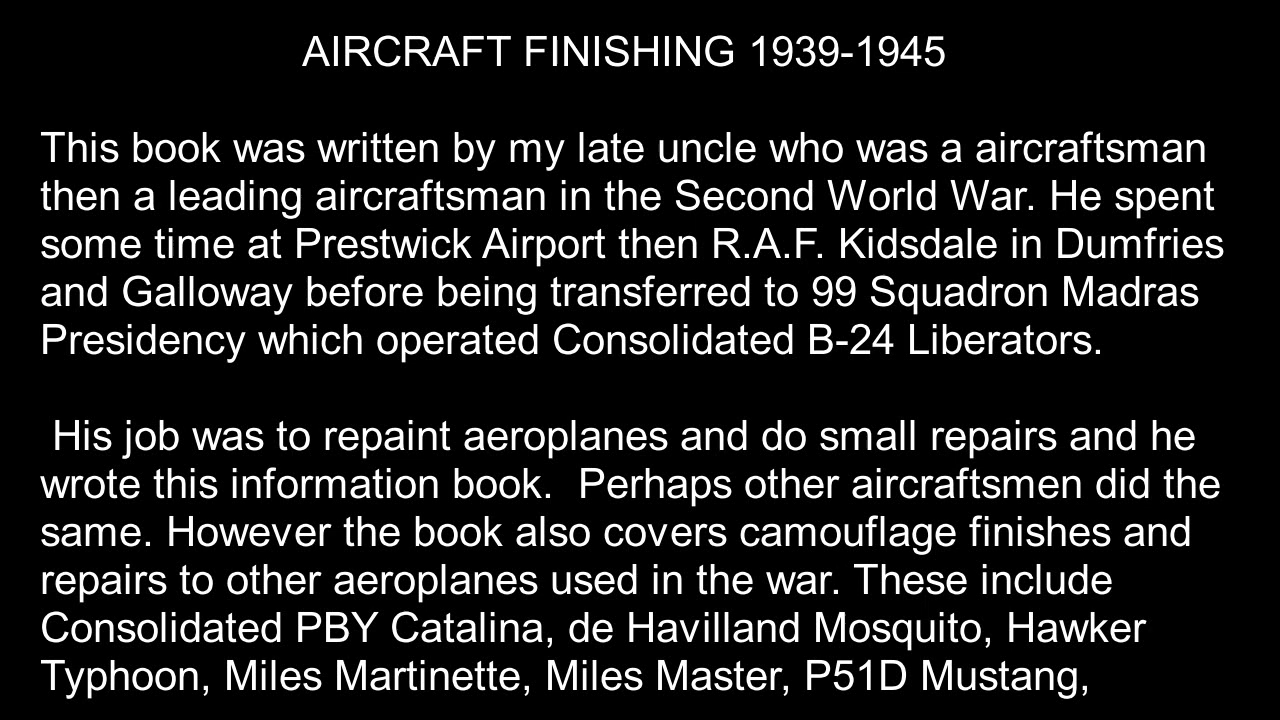 AIRCRAFT FINISHING 1939-1945
This book was written by my late uncle who was a aircraftsman
then a leading aircraftsman in the Second World War. He spent
some time at Prestwick Airport then R.A.F. Kidsdale in Dumfries
and Galloway before being transferred to 99 Squadron Madras
Presidency which operated Consolidated B-24 Liberators.
His job was to repaint aeroplanes and do small repairs and he
wrote this information book.  Perhaps other aircraftsmen did the
same. However the book also covers camouflage finishes and
repairs to other aeroplanes used in the war. These include
Consolidated PBY Catalina, de Havilland Mosquito, Hawker
Typhoon, Miles Martinette, Miles Master, P51D Mustang,